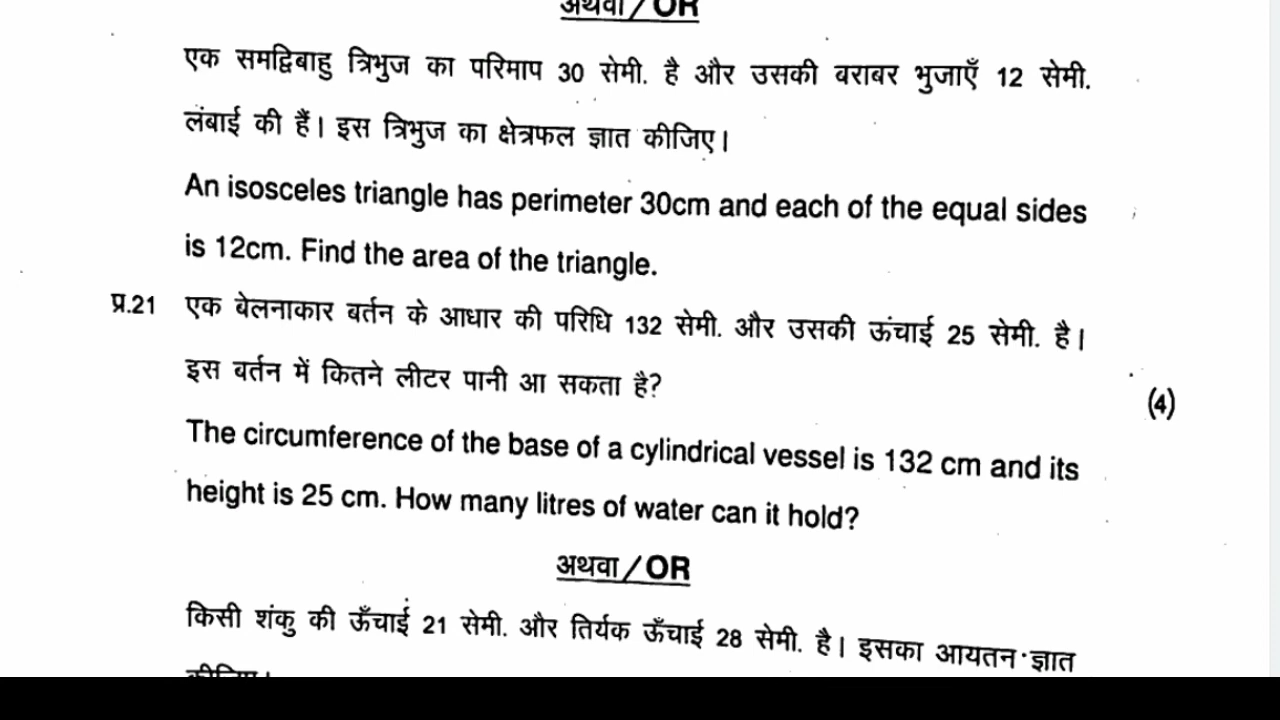 अथवा/OR
एक समद्विबाहु त्रिभुज का परिमाप 30 सेमी. है और उसकी बराबर भुजाएँ 12 सेमी.
लंबाई की हैं। इस त्रिभुज का क्षेत्रफल ज्ञात कीजिए।
An isosceles triangle has perimeter 30cm and each of the equal sides
is 12cm. Find the area of the triangle.
प्र.21 एक बेलनाकार बर्तन के आधार की परिधि 132 सेमी. और उसकी ऊंचाई 25 सेमी. है।
इस बर्तन में कितने लीटर पानी आ सकता है?
(4)
The circumference of the base of a cylindrical vessel is 132 cm and its
height is 25 cm. How many litres of water can it hold?
अथवा/OR
किसी शंकु की ऊँचाई 21 सेमी. और तिर्यक ऊँचाई 28 सेमी. है। इसका आयतन ज्ञात
कीजिए।